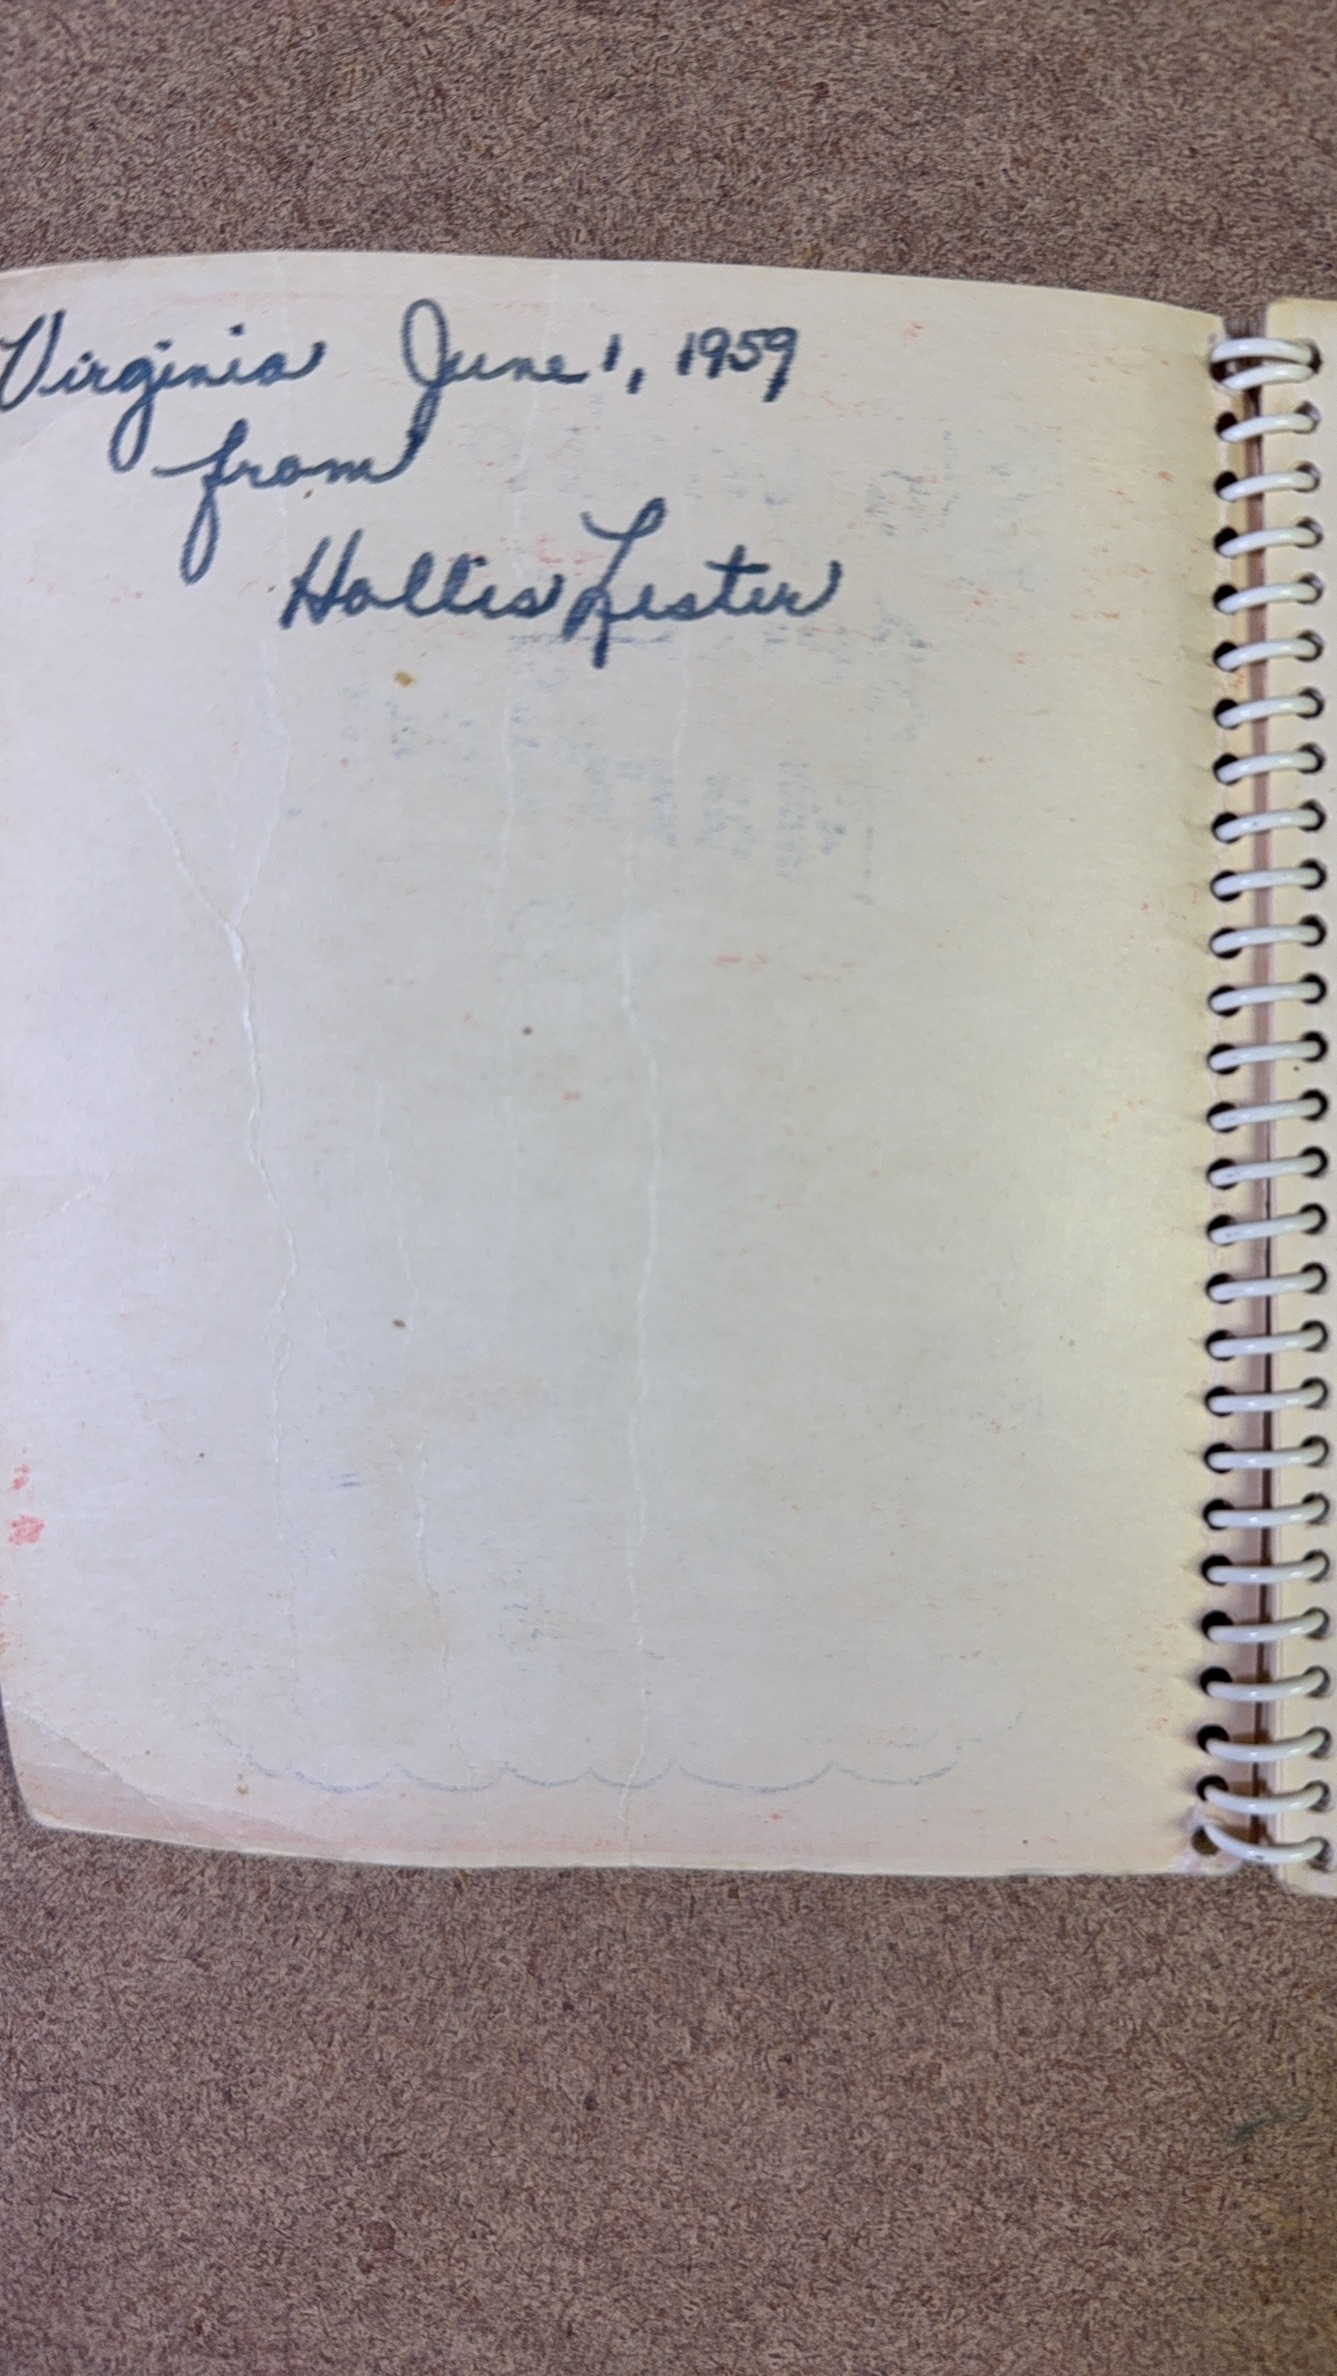 Virginia June 1, 1959
from
Hollis Lester